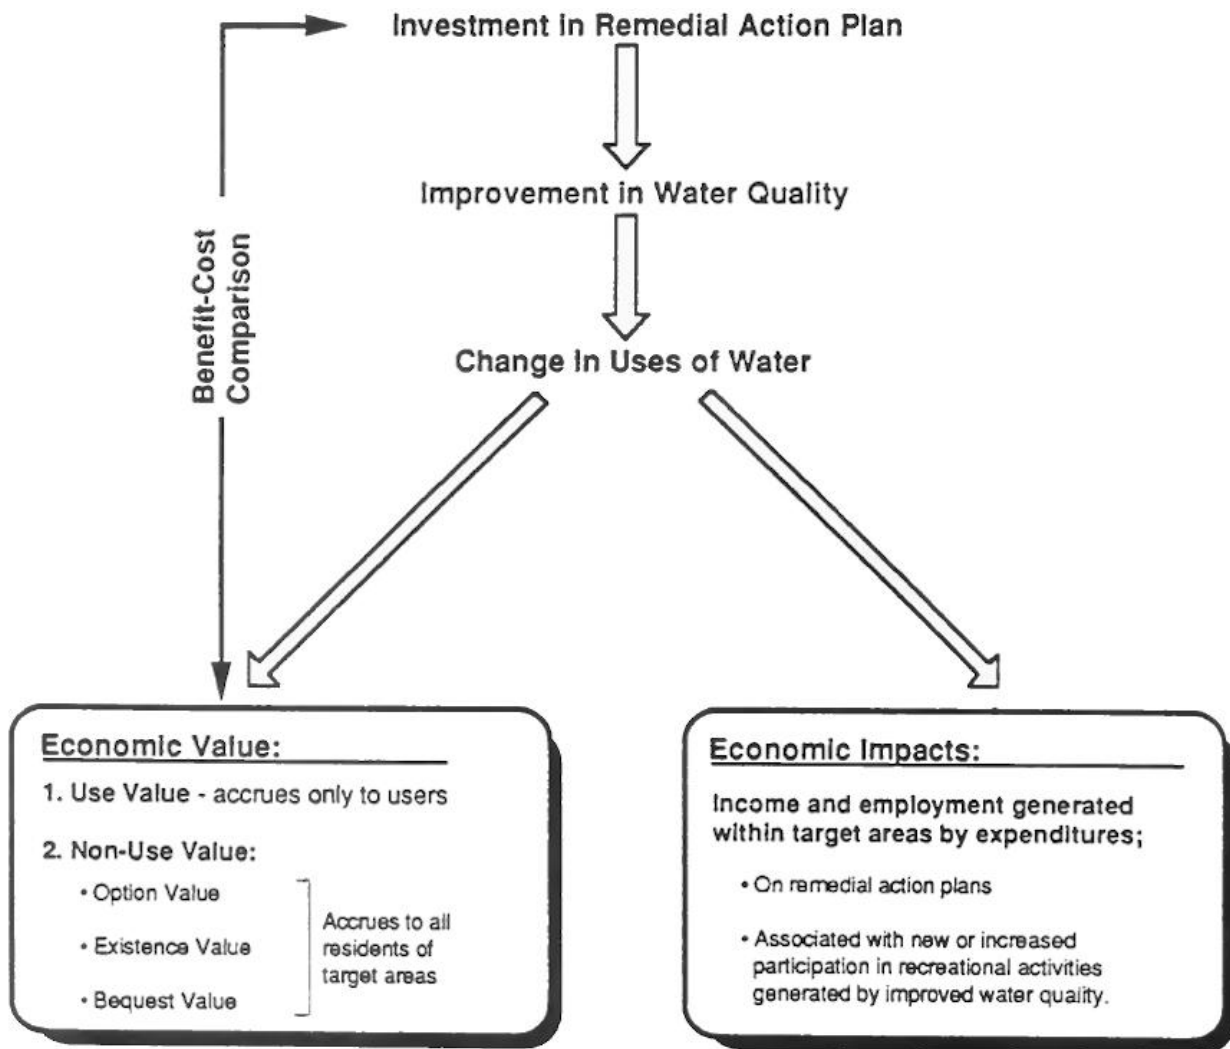 Investment in Remedial Action Plan
Improvement in Water Quality
Benefit-Cost
Comparison
Change in Uses of Water
Economic Value:
1. Use Value - accrues only to users
2. Non-Use Value:
• Option Value
• Existence Value
• Bequest Value
Accrues to all
residents of
target areas
Economic Impacts:
Income and employment generated
within target areas by expenditures;
• On remedial action plans
• Associated with new or increased
participation in recreational activities
generated by improved water quality.